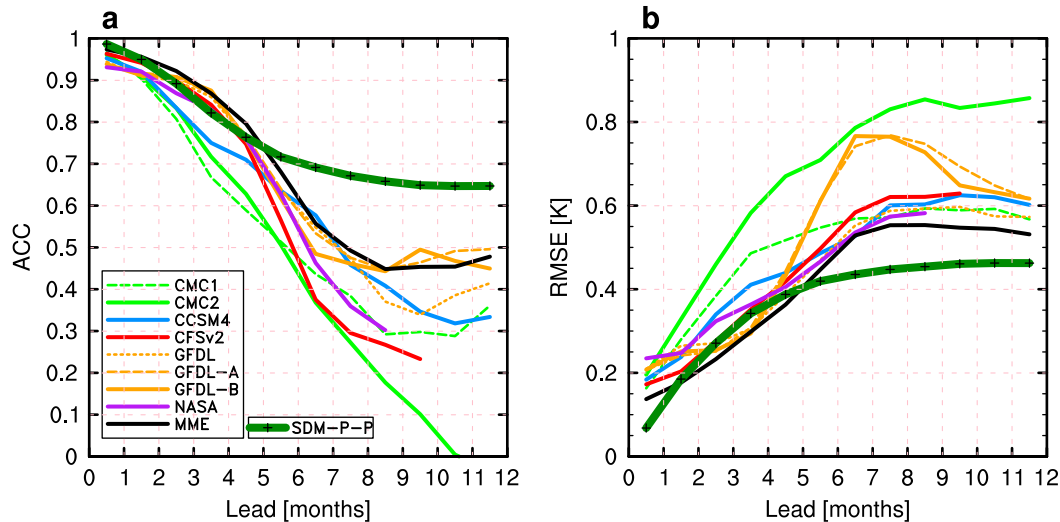 a
1
0.9
0.8
0.7
0.6
0.5
0.4
0.3
0.2
0.1
0
ACC
CMC1
CMC2
CCSM4
CFSv2
GFDL
GFDL-A
GFDL-B
NASA
MME
SDM-P-P
0 1 2 3 4 5 6 7 8 9 10 11 12
Lead [months]
b
1
0.8
0.6
0.4
0.2
0
RMSE [K]
0 1 2 3 4 5 6 7 8 9 10 11 12
Lead [months]